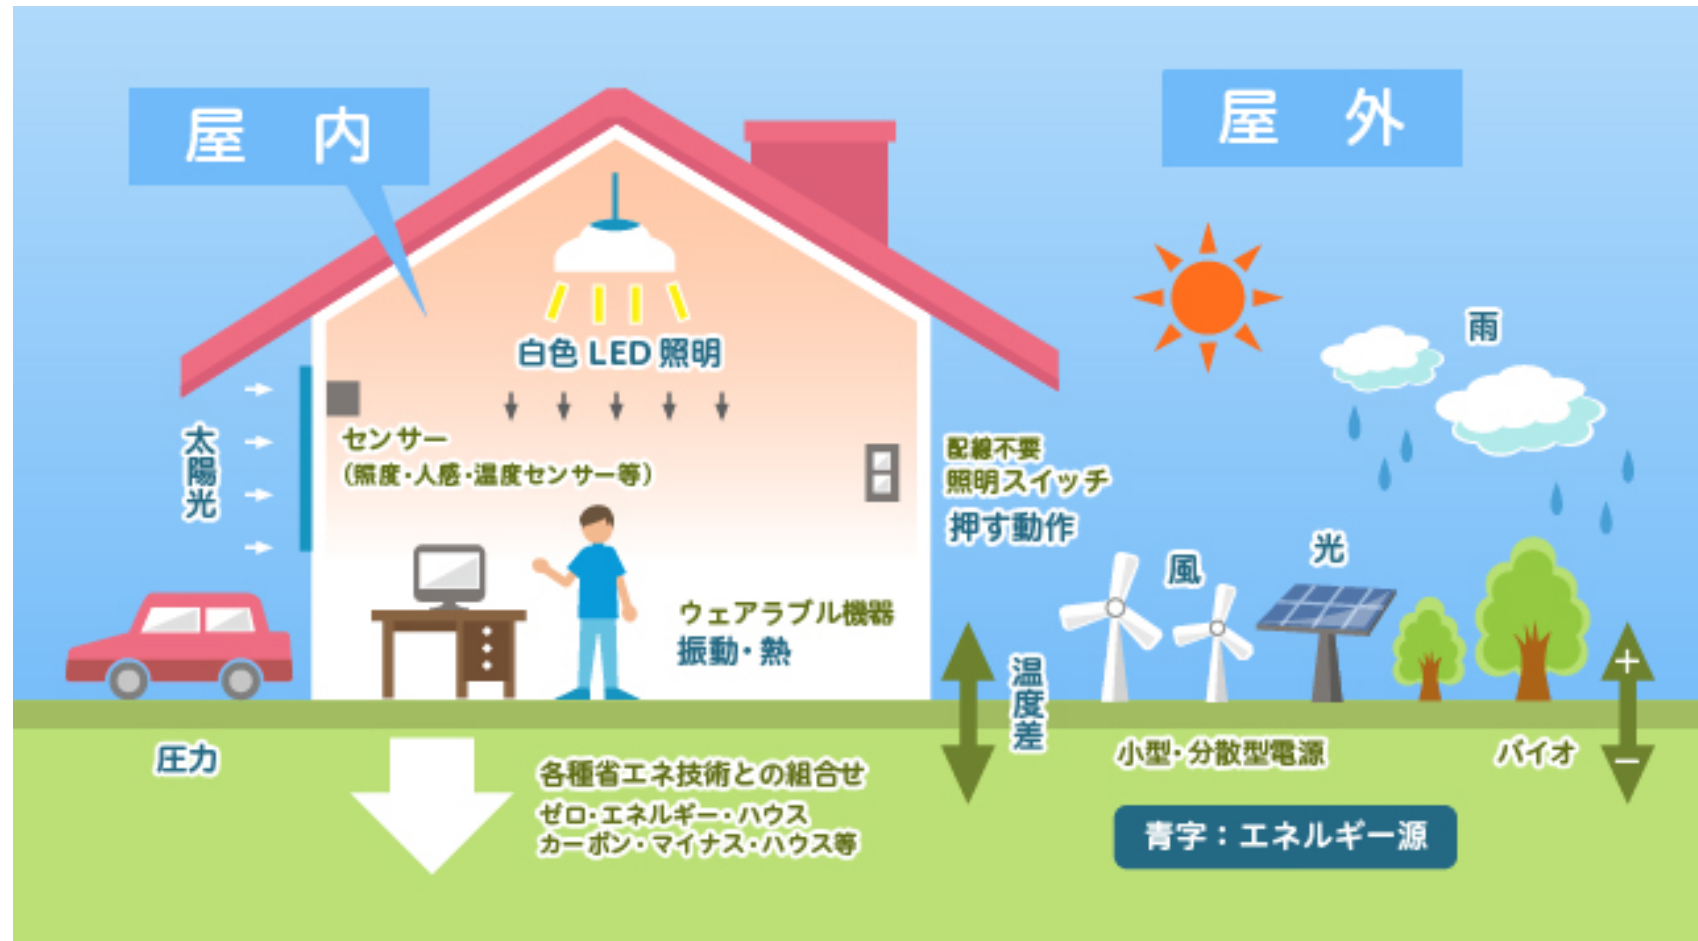 屋 内
屋 外
雨
白色 LED 照明
太陽光
センサー
（照度・人感・温度センサー等）
配線不要
照明スイッチ
押す動作
風
光
ウェアラブル機器
振動・熱
温度差
+
−
圧力
小型・分散型電源
バイオ
各種省エネ技術との組合せ
ゼロ・エネルギー・ハウス
カーボン・マイナス・ハウス等
青字：エネルギー源